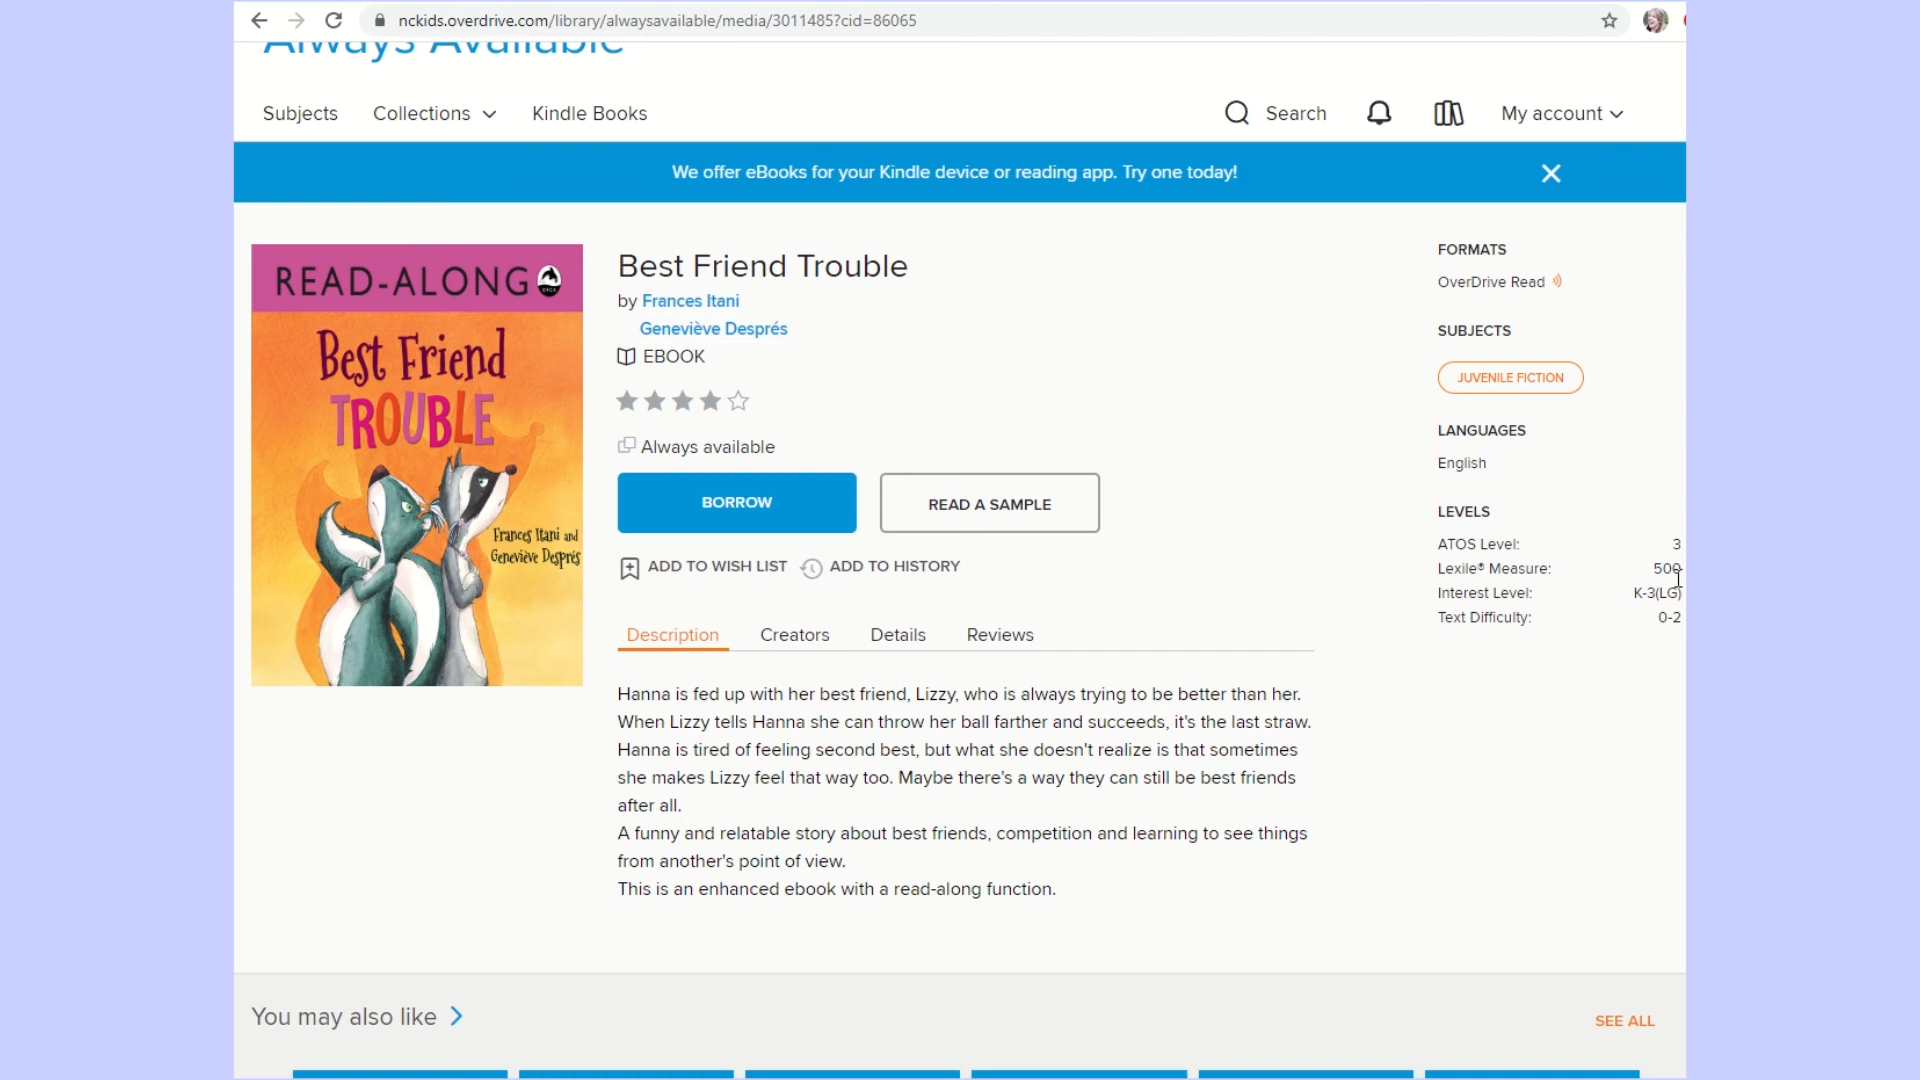 nckids.overdrive.com/library/alwaysavailable/media/3011485?cid=86065
Always Available
Subjects Collections Kindle Books Search My account
We offer eBooks for your Kindle device or reading app. Try one today!
READ-ALONG
ORCA
Best Friend
TROUBLE
Frances Itani and
Geneviève Després
Best Friend Trouble
by Frances Itani
Geneviève Després
EBOOK
Always available
BORROW READ A SAMPLE
ADD TO WISH LIST ADD TO HISTORY
Description Creators Details Reviews
Hanna is fed up with her best friend, Lizzy, who is always trying to be better than her.
When Lizzy tells Hanna she can throw her ball farther and succeeds, it's the last straw.
Hanna is tired of feeling second best, but what she doesn't realize is that sometimes
she makes Lizzy feel that way too. Maybe there's a way they can still be best friends
after all.
A funny and relatable story about best friends, competition and learning to see things
from another's point of view.
This is an enhanced ebook with a read-along function.
FORMATS
OverDrive Read
SUBJECTS
JUVENILE FICTION
LANGUAGES
English
LEVELS
ATOS Level: 3
Lexile® Measure: 500
Interest Level: K-3(LG)
Text Difficulty: 0-2
You may also like
SEE ALL